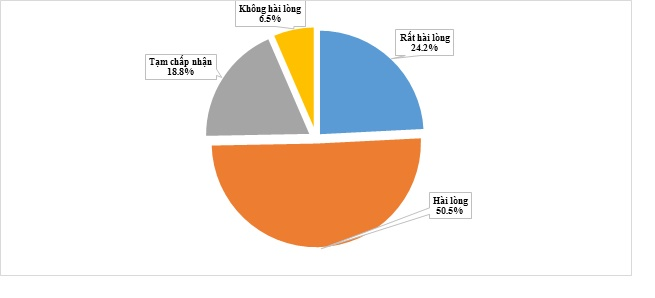 Không hài lòng
6.5%
Rất hài lòng
24.2%
Tạm chấp nhận
18.8%
Hài lòng
50.5%